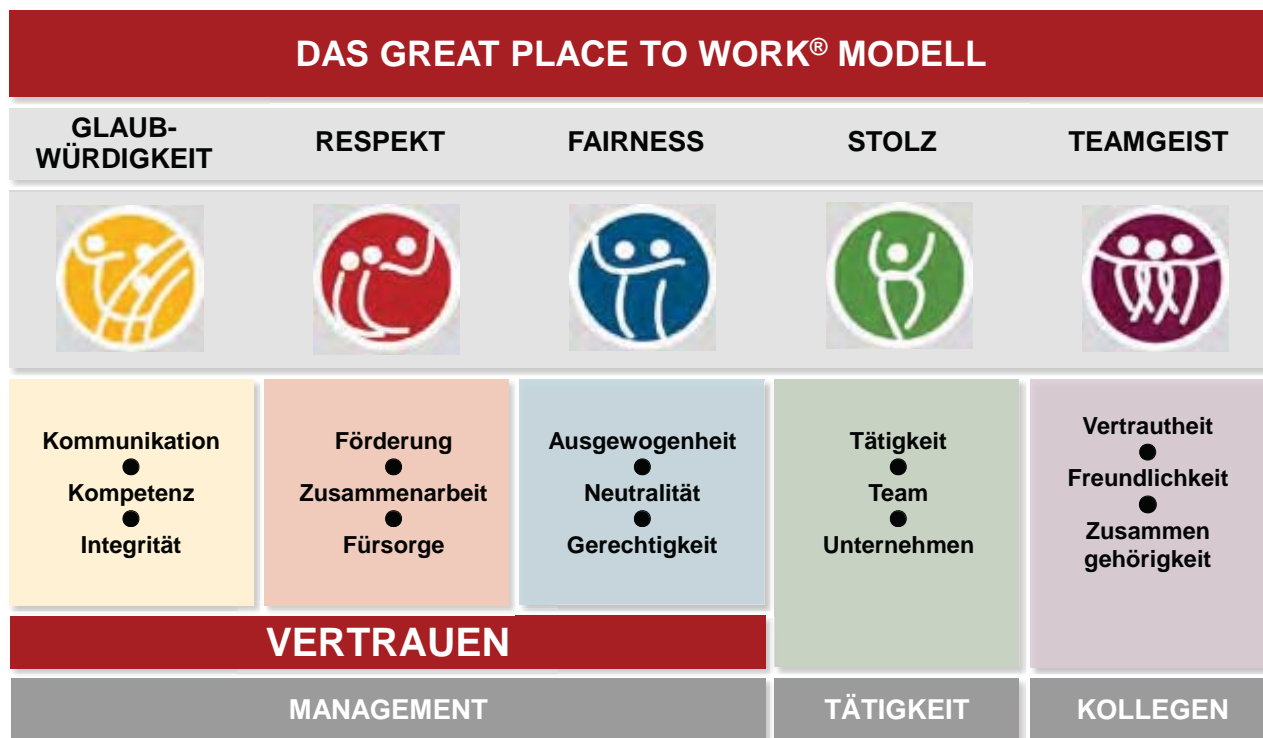 DAS GREAT PLACE TO WORK® MODELL
GLAUB-
WÜRDIGKEIT
RESPEKT
FAIRNESS
STOLZ
TEAMGEIST
Kommunikation
●
Kompetenz
●
Integrität
Förderung
●
Zusammenarbeit
●
Fürsorge
Ausgewogenheit
●
Neutralität
●
Gerechtigkeit
Tätigkeit
●
Team
●
Unternehmen
Vertrautheit
●
Freundlichkeit
●
Zusammen
gehörigkeit
VERTRAUEN
MANAGEMENT
TÄTIGKEIT
KOLLEGEN